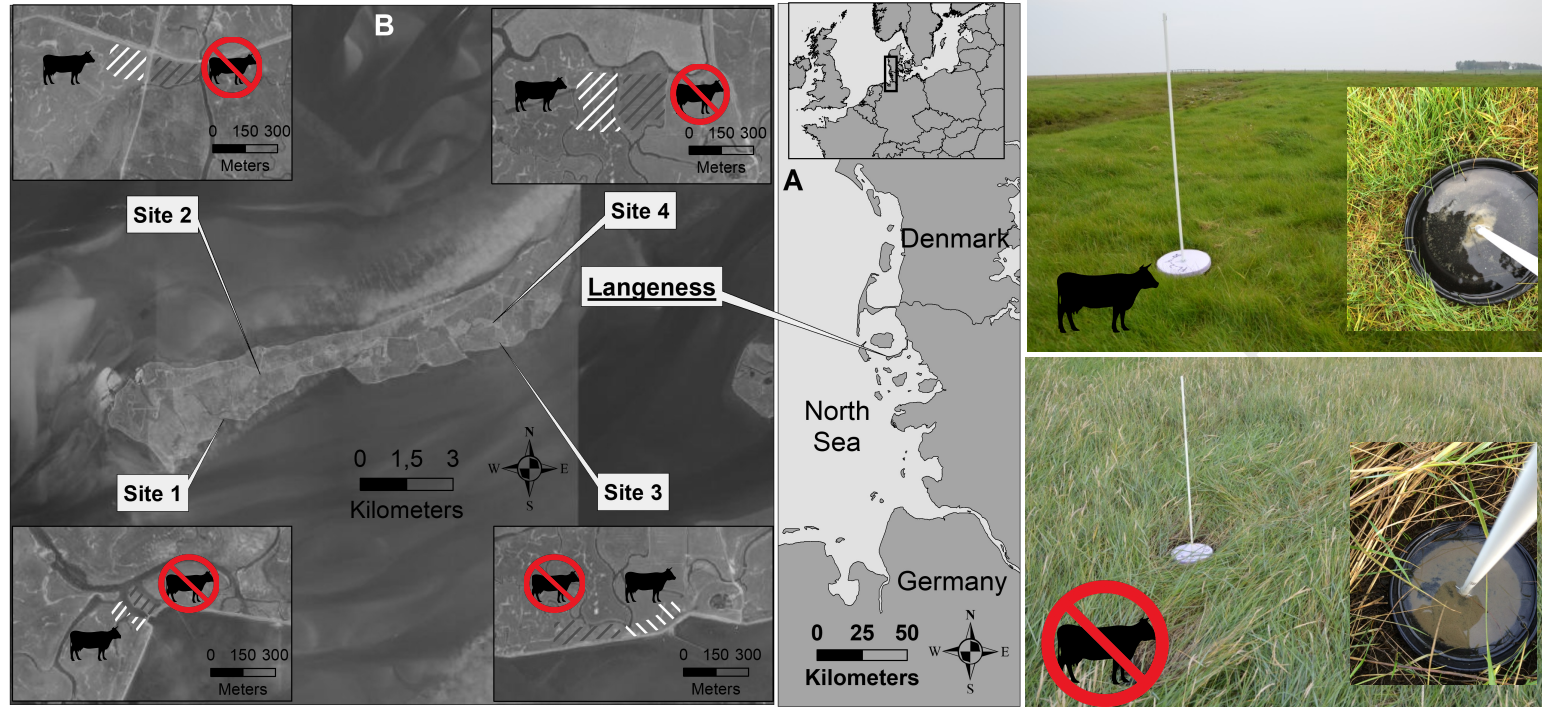 B
0 150 300
Meters
0 150 300
Meters
Site 2
Site 4
Langeness
Site 1
Site 3
0 1,5 3
Kilometers
N
W E
S
0 150 300
Meters
0 150 300
Meters
A
Denmark
North
Sea
Germany
0 25 50
Kilometers
N
W E
S